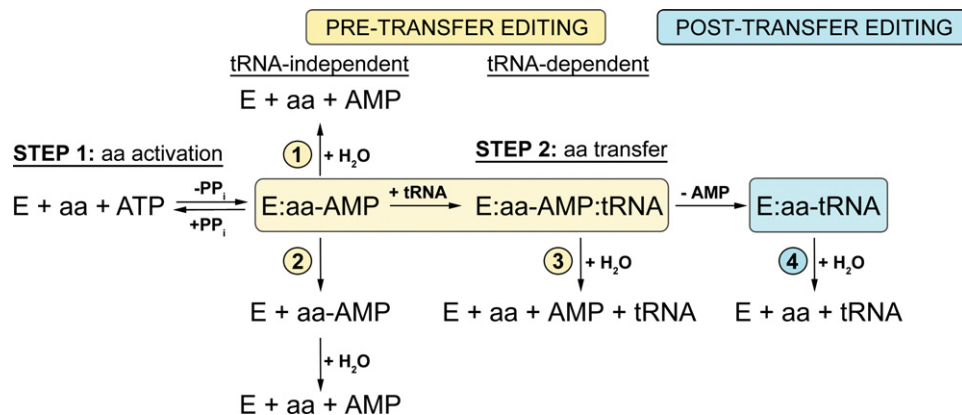 PRE-TRANSFER EDITING
POST-TRANSFER EDITING
tRNA-independent
tRNA-dependent
E + aa + AMP
1
+ H₂O
STEP 1: aa activation
STEP 2: aa transfer
E + aa + ATP
-PPᵢ
+PPᵢ
E:aa-AMP
+ tRNA
E:aa-AMP:tRNA
- AMP
E:aa-tRNA
2
3
+ H₂O
4
+ H₂O
E + aa-AMP
E + aa + AMP + tRNA
E + aa + tRNA
+ H₂O
E + aa + AMP